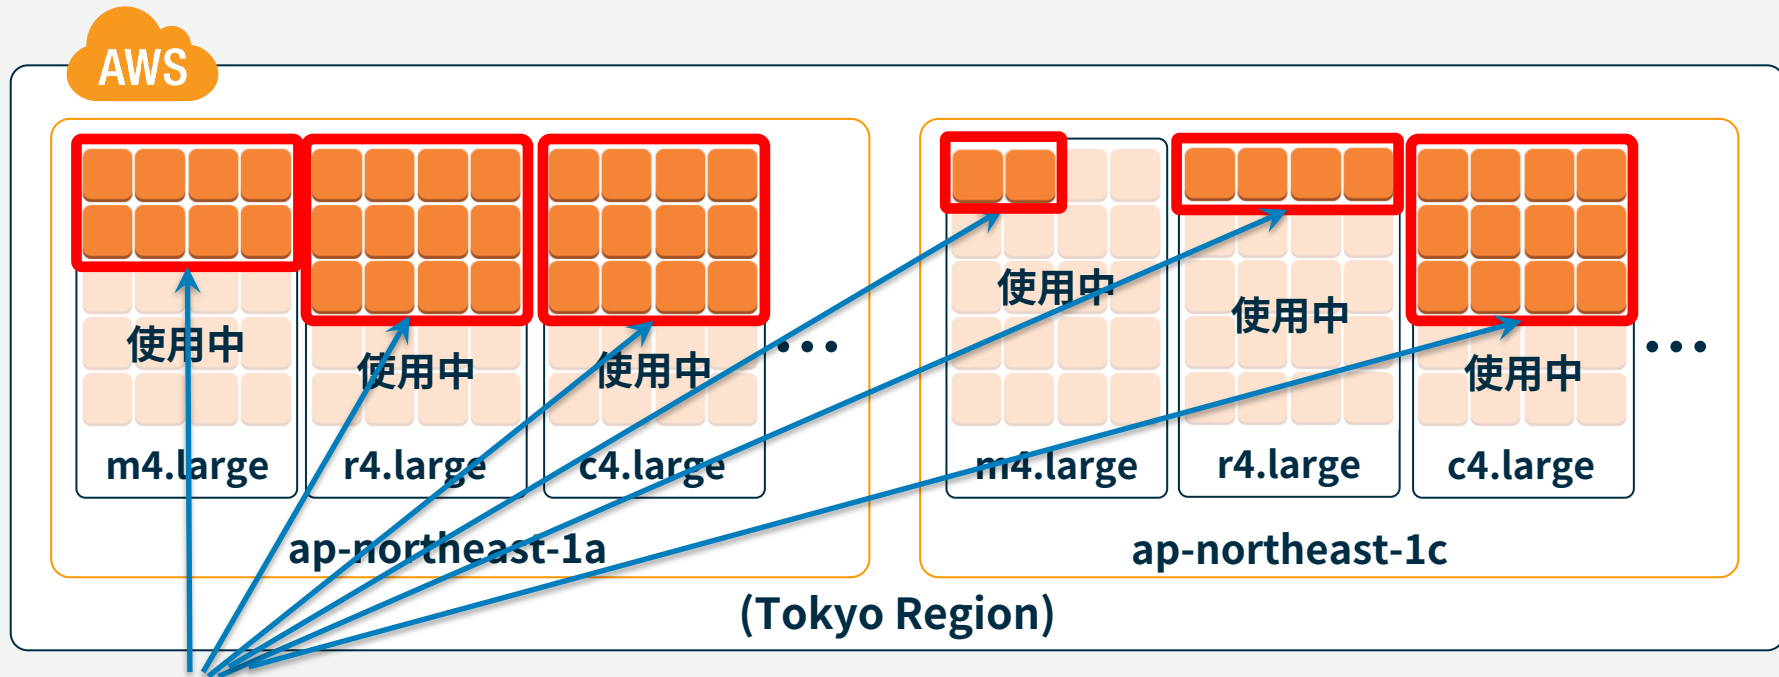 AWS
使用中
使用中
使用中
使用中
使用中
使用中
m4.large
r4.large
c4.large
m4.large
r4.large
c4.large
ap-northeast-1a
ap-northeast-1c
(Tokyo Region)